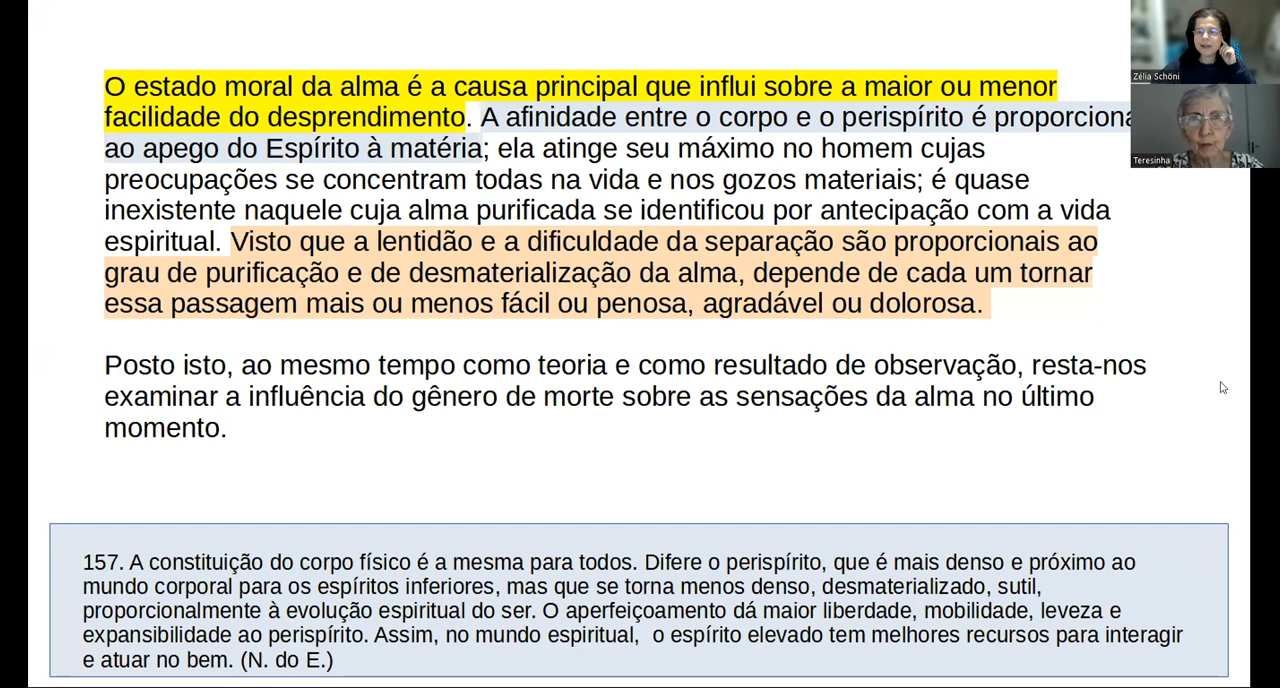 O estado moral da alma é a causa principal que influi sobre a maior ou menor
facilidade do desprendimento. A afinidade entre o corpo e o perispírito é
ao apego do Espírito à matéria; ela atinge seu máximo no homem cujas
preocupações se concentram todas na vida e nos gozos materiais; é quase
inexistente naquele cuja alma purificada se identificou por antecipação com a vida
espiritual. Visto que a lentidão e a dificuldade da separação são proporcionais ao
grau de purificação e de desmaterialização da alma, depende de cada um tornar
essa passagem mais ou menos fácil ou penosa, agradável ou dolorosa.
Posto isto, ao mesmo tempo como teoria e como resultado de observação, resta-nos
examinar a influência do gênero de morte sobre as sensações da alma no último
momento.
157. A constituição do corpo físico é a mesma para todos. Difere o perispírito, que é mais denso e próximo ao
mundo corporal para os espíritos inferiores, mas que se torna menos denso, desmaterializado, sutil,
proporcionalmente à evolução espiritual do ser. O aperfeiçoamento dá maior liberdade, mobilidade, leveza e
expansibilidade ao perispírito. Assim, no mundo espiritual, o espírito elevado tem melhores recursos para interagir
e atuar no bem. (N. do E.)
Zélia Schöni
Teresinha